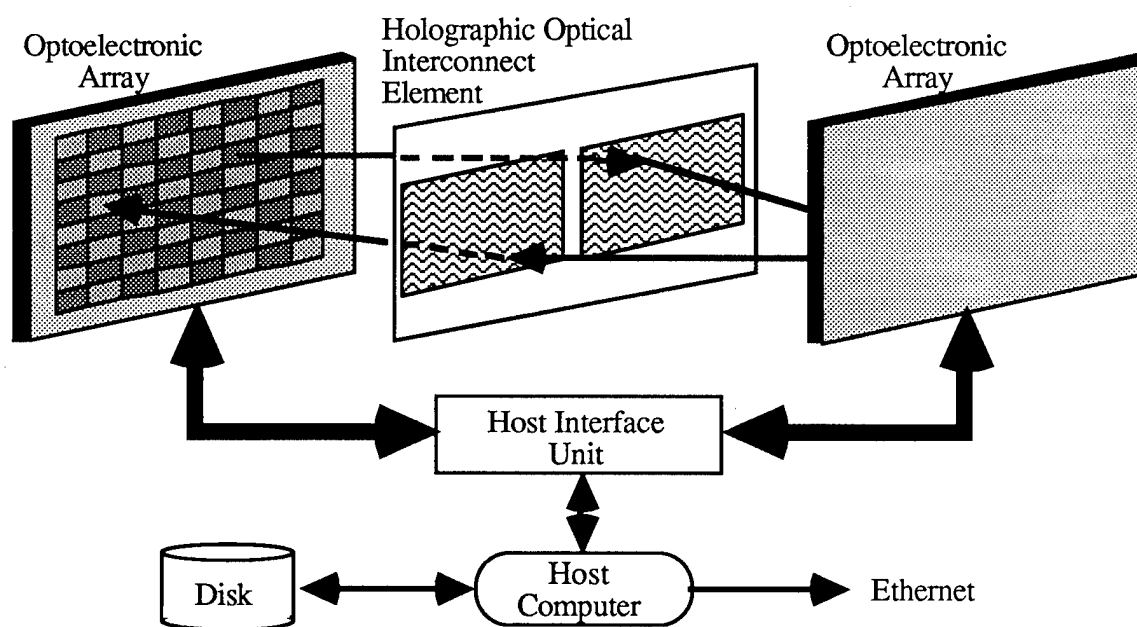 Optoelectronic
Array
Holographic Optical
Interconnect
Element
Optoelectronic
Array
Host Interface
Unit
Disk
Host
Computer
Ethernet